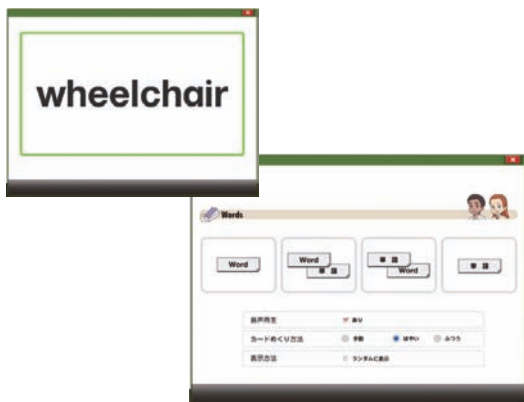 wheelchair
Words
Word
Word
単語
単語
Word
単語
音声再生 あり
カードめくり方法 手動 はやい ふつう
表示方法 ランダムに表示